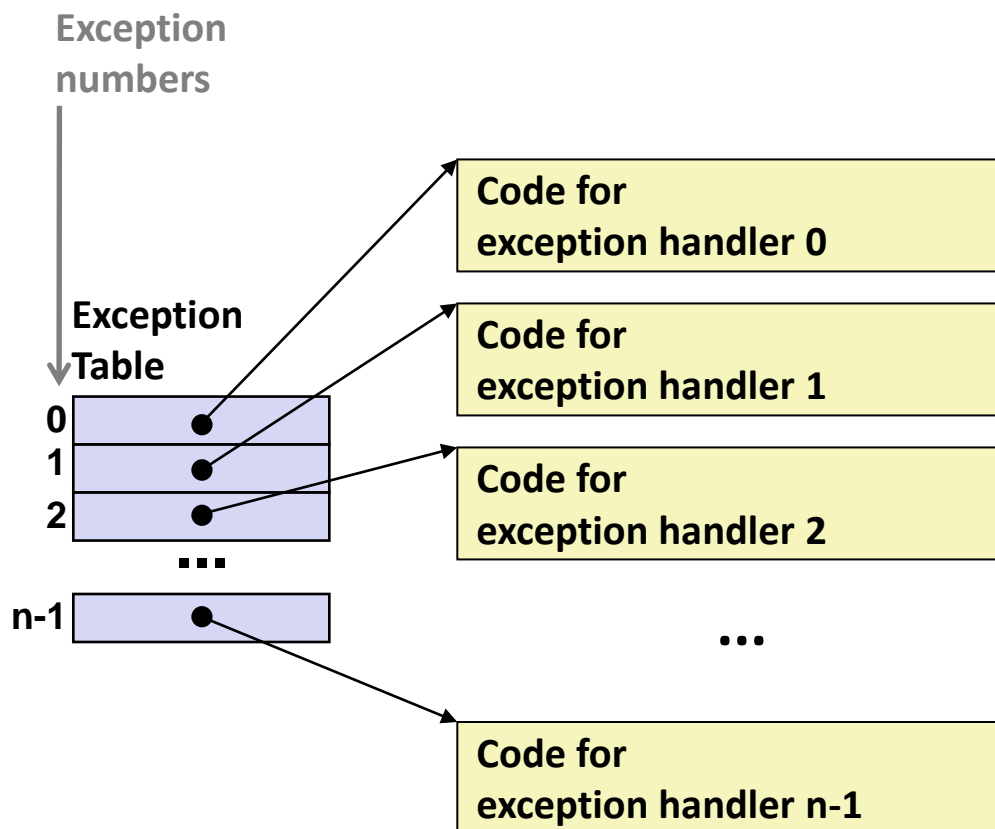 Exception
numbers
Code for
exception handler 0
Exception
Table
Code for
exception handler 1
0
1
2
Code for
exception handler 2
...
n-1
...
Code for
exception handler n-1